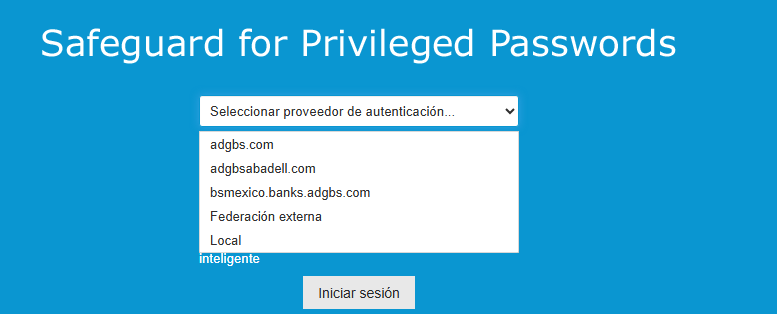 Safeguard for Privileged Passwords
Seleccionar proveedor de autenticación...
adgbs.com
adgbsabadell.com
bsmexico.banks.adgbs.com
Federación externa
Local
inteligente
Iniciar sesión